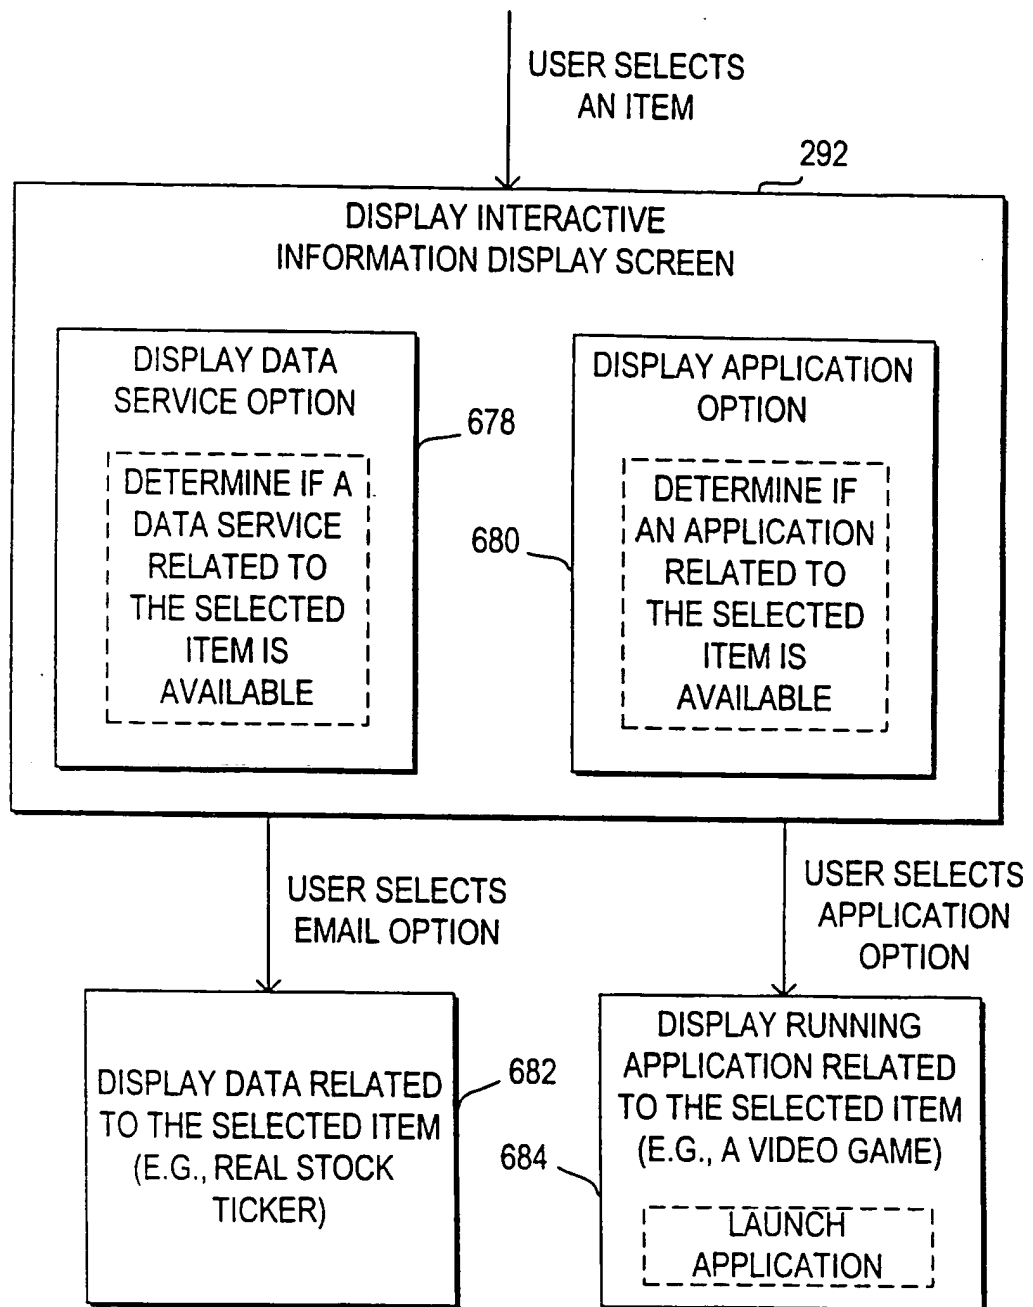 USER SELECTS
AN ITEM
292
DISPLAY INTERACTIVE
INFORMATION DISPLAY SCREEN
DISPLAY DATA
SERVICE OPTION
678
DETERMINE IF A
DATA SERVICE
RELATED TO
THE SELECTED
ITEM IS
AVAILABLE
DISPLAY APPLICATION
OPTION
680
DETERMINE IF
AN APPLICATION
RELATED TO
THE SELECTED
ITEM IS
AVAILABLE
USER SELECTS
EMAIL OPTION
USER SELECTS
APPLICATION
OPTION
DISPLAY DATA RELATED
TO THE SELECTED ITEM
(E.G., REAL STOCK
TICKER)
682
DISPLAY RUNNING
APPLICATION RELATED
TO THE SELECTED ITEM
(E.G., A VIDEO GAME)
684
LAUNCH
APPLICATION